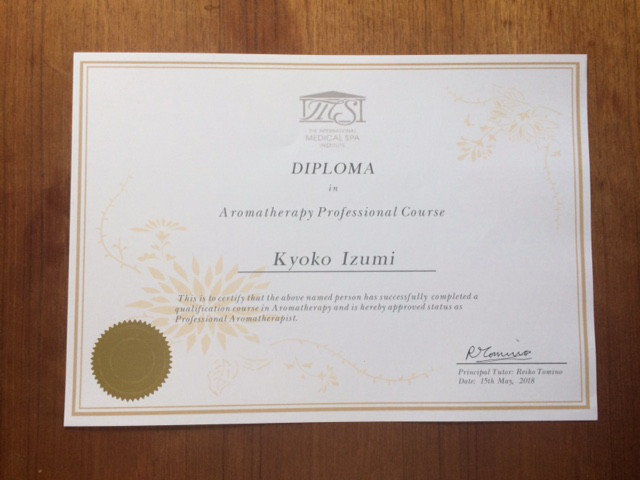 IMSI
THE INTERNATIONAL
MEDICAL SPA
INSTITUTE
DIPLOMA
in
Aromatherapy Professional Course
Kyoko Izumi
This is to certify that the above named person has successfully completed a
qualification course in Aromatherapy and is hereby approved status as
Professional Aromatherapist.
R Tomino
Principal Tutor: Reiko Tomino
Date: 15th May, 2018